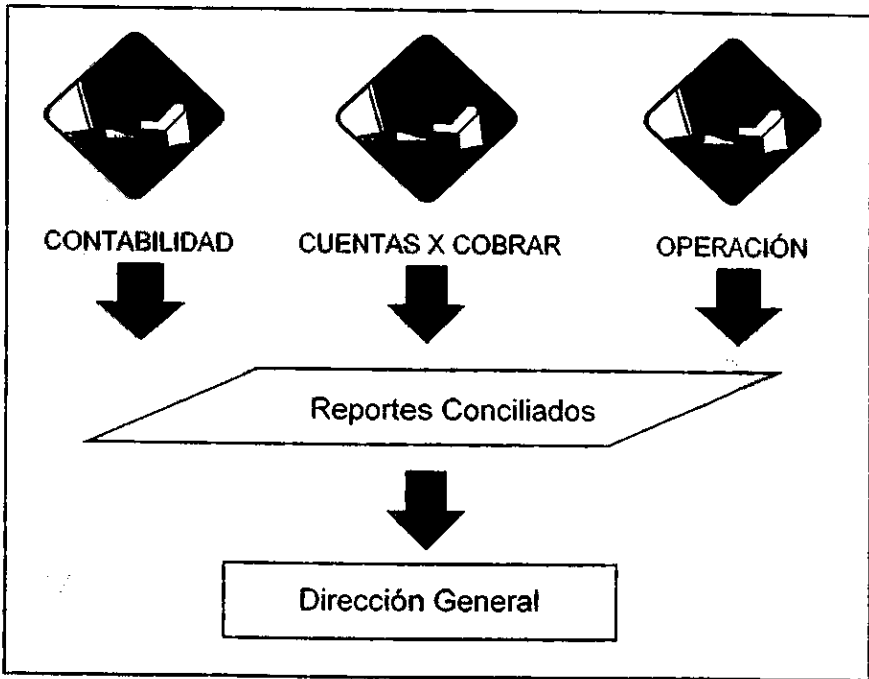 CONTABILIDAD
CUENTAS X COBRAR
OPERACIÓN
Reportes Conciliados
Dirección General